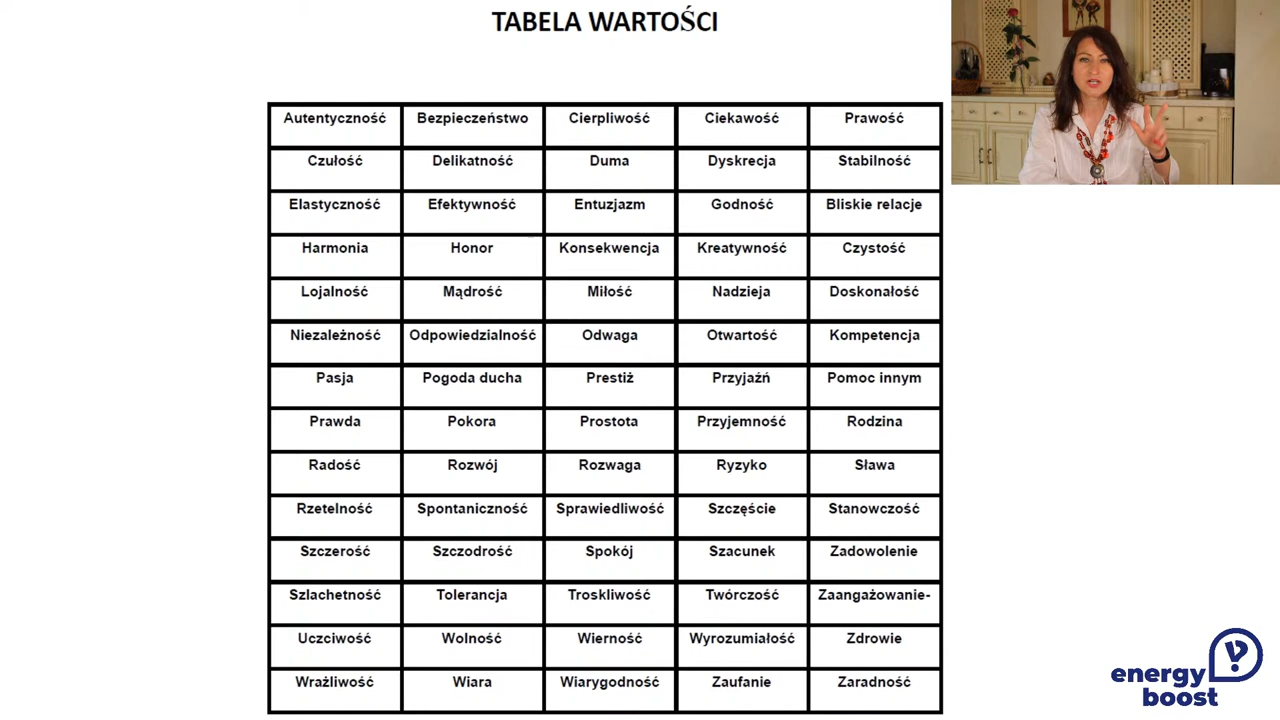 TABELA WARTOŚCI
Autentyczność Bezpieczeństwo Cierpliwość Ciekawość Prawość
Czułość Delikatność Duma Dyskrecja Stabilność
Elastyczność Efektywność Entuzjazm Godność Bliskie relacje
Harmonia Honor Konsekwencja Kreatywność Czystość
Lojalność Mądrość Miłość Nadzieja Doskonałość
Niezależność Odpowiedzialność Odwaga Otwartość Kompetencja
Pasja Pogoda ducha Prestiż Przyjaźń Pomoc innym
Prawda Pokora Prostota Przyjemność Rodzina
Radość Rozwój Rozwaga Ryzyko Sława
Rzetelność Spontaniczność Sprawiedliwość Szczęście Stanowczość
Szczerość Szczodrość Spokój Szacunek Zadowolenie
Szlachetność Tolerancja Troskliwość Twórczość Zaangażowanie-
Uczciwość Wolność Wierność Wyrozumiałość Zdrowie
Wrażliwość Wiara Wiarygodność Zaufanie Zaradność
energy
boost